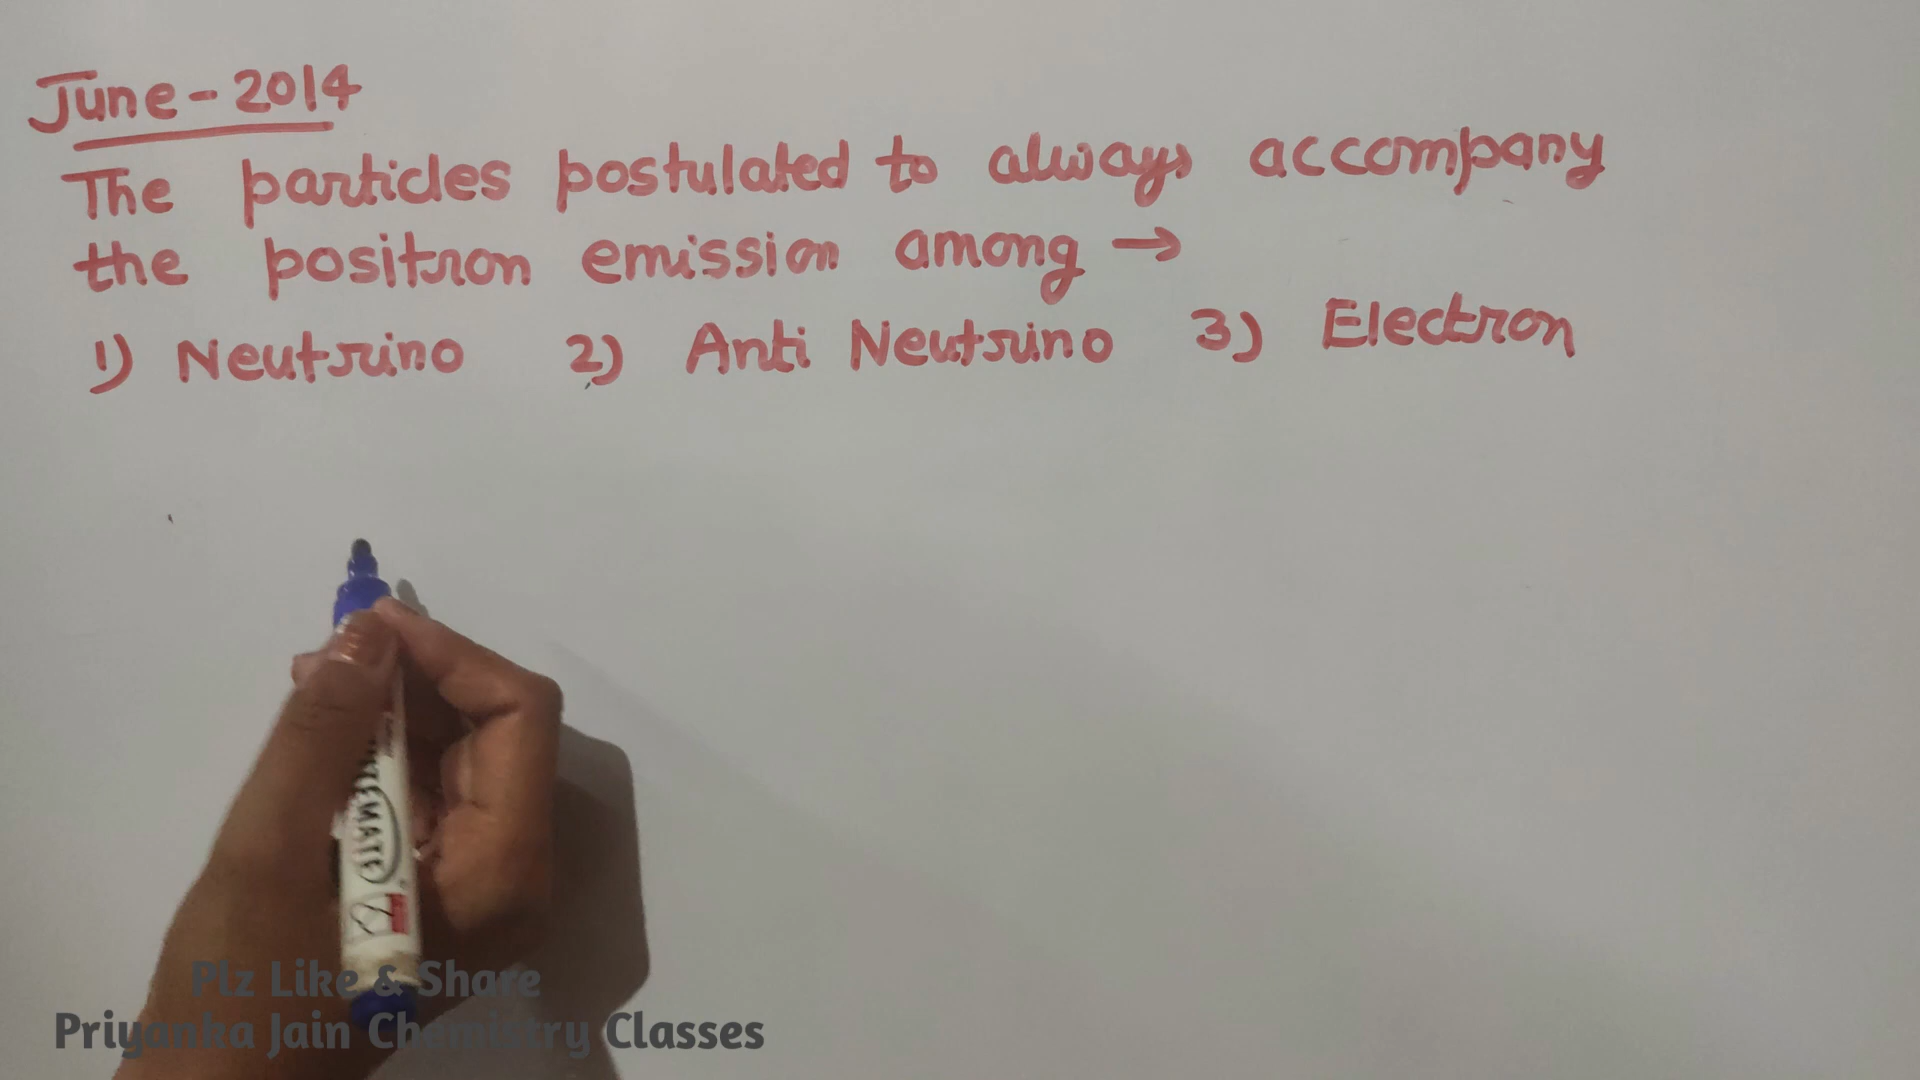 June - 2014
The particles postulated to always accompany
the positron emission among →
1) Neutrino 2) Anti Neutrino 3) Electron
Plz Like & Share
Priyanka Jain Chemistry Classes